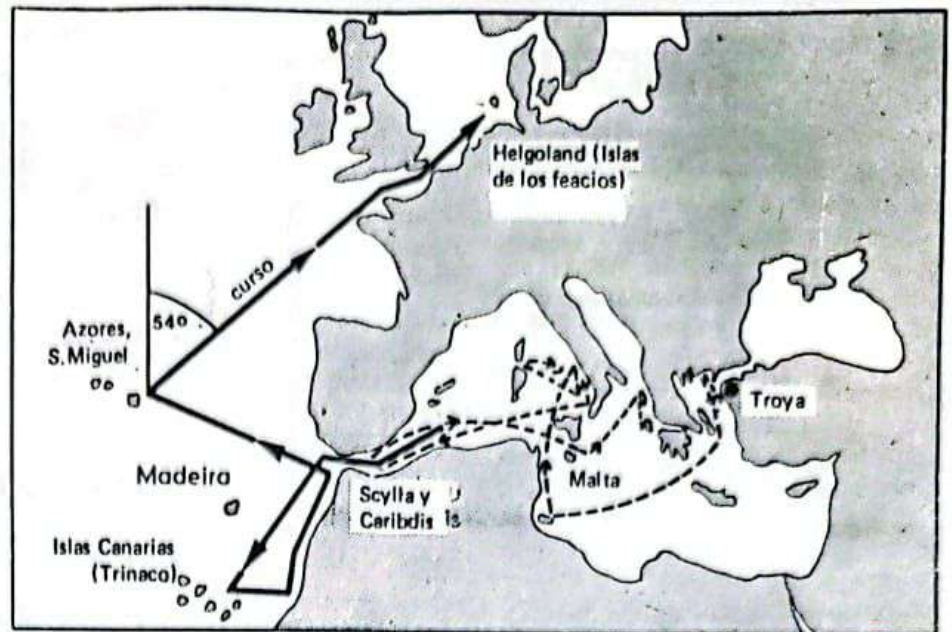 Helgoland (Islas
de los feacios)
curso
54º
Azores,
S. Miguel
Troya
Madeira
Malta
Scylla y
Caribdis
Islas Canarias
(Trinaco)